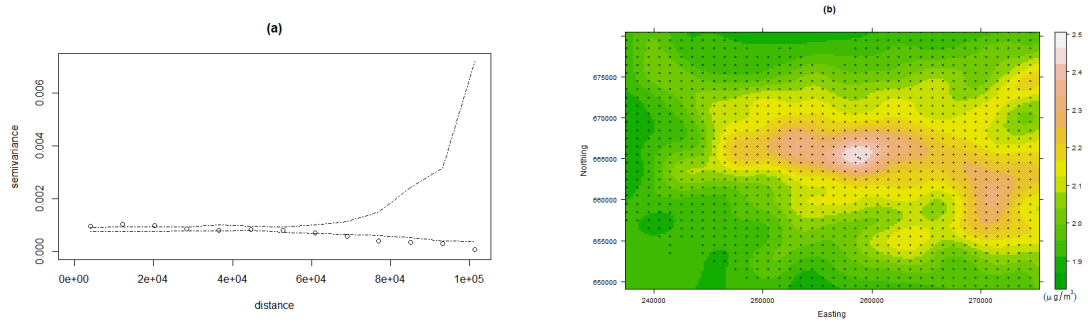 (a)
semivariance
0.006
0.004
0.002
0.000
0e+00 2e+04 4e+04 6e+04 8e+04 1e+05
distance
(b)
Northing
675000
670000
665000
660000
655000
650000
240000 250000 260000 270000
Easting
2.5
2.4
2.3
2.2
2.1
2.0
1.9
(μ g/m³)